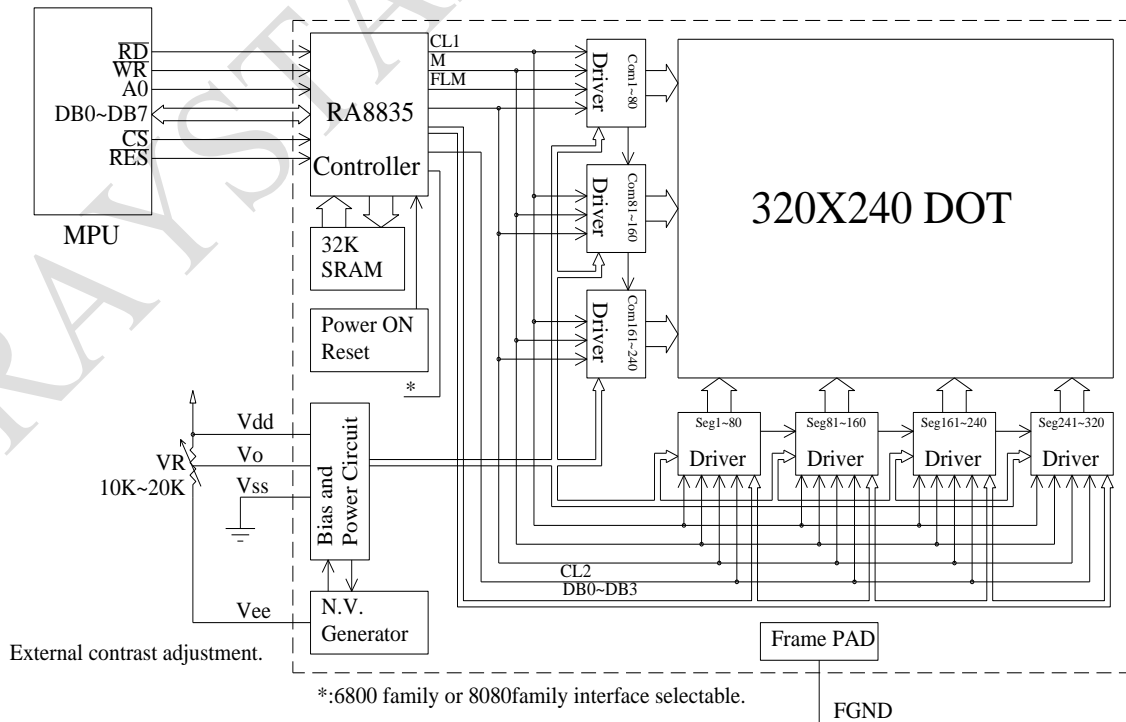 RAYSTA
RD
WR
A0
DB0~DB7
CS
RES
MPU
RA8835
Controller
CL1
M
FLM
32K
SRAM
Power ON
Reset
*
Driver
Com1~80
Driver
Com81~160
Driver
Com161~240
320X240 DOT
Seg1~80
Driver
Seg81~160
Driver
Seg161~240
Driver
Seg241~320
Driver
Vdd
Vo
VR
10K~20K
Vss
Bias and
Power Circuit
CL2
DB0~DB3
Vee
N.V.
Generator
External contrast adjustment.
Frame PAD
*:6800 family or 8080family interface selectable.
FGND